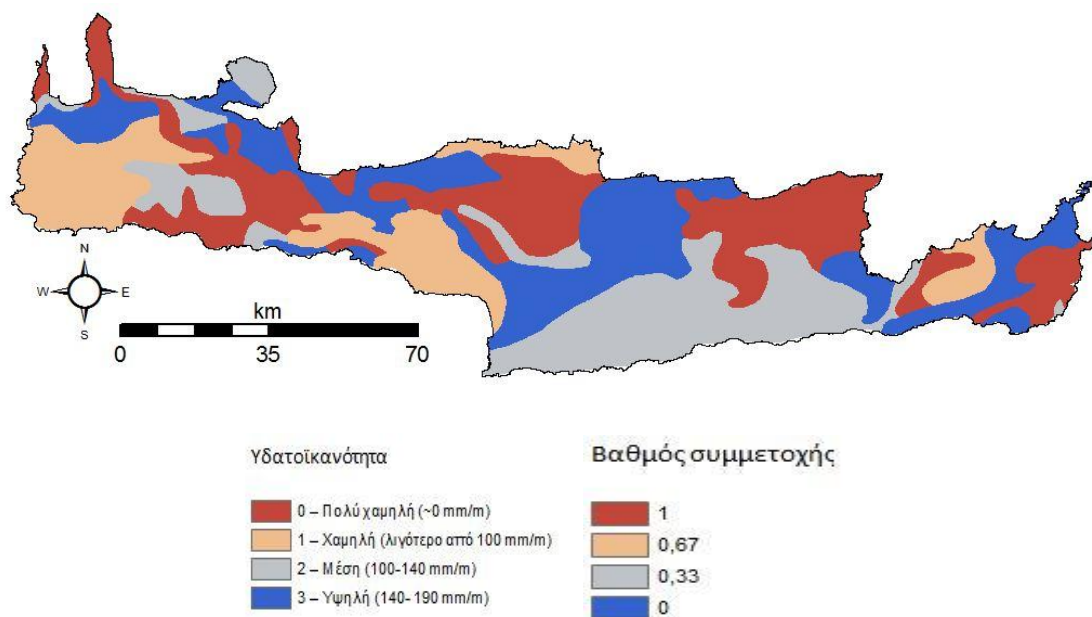 N
W E
S
km
0 35 70
Υδατοϊκανότητα
0 – Πολύ χαμηλή (~0 mm/m)
1 – Χαμηλή (λιγότερο από 100 mm/m)
2 – Μέση (100-140 mm/m)
3 – Υψηλή (140- 190 mm/m)
Βαθμός συμμετοχής
1
0,67
0,33
0